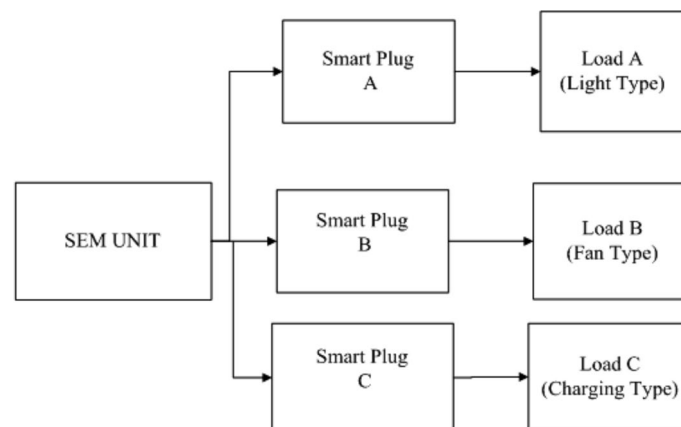 Smart Plug
A
Load A
(Light Type)
SEM UNIT
Smart Plug
B
Load B
(Fan Type)
Smart Plug
C
Load C
(Charging Type)